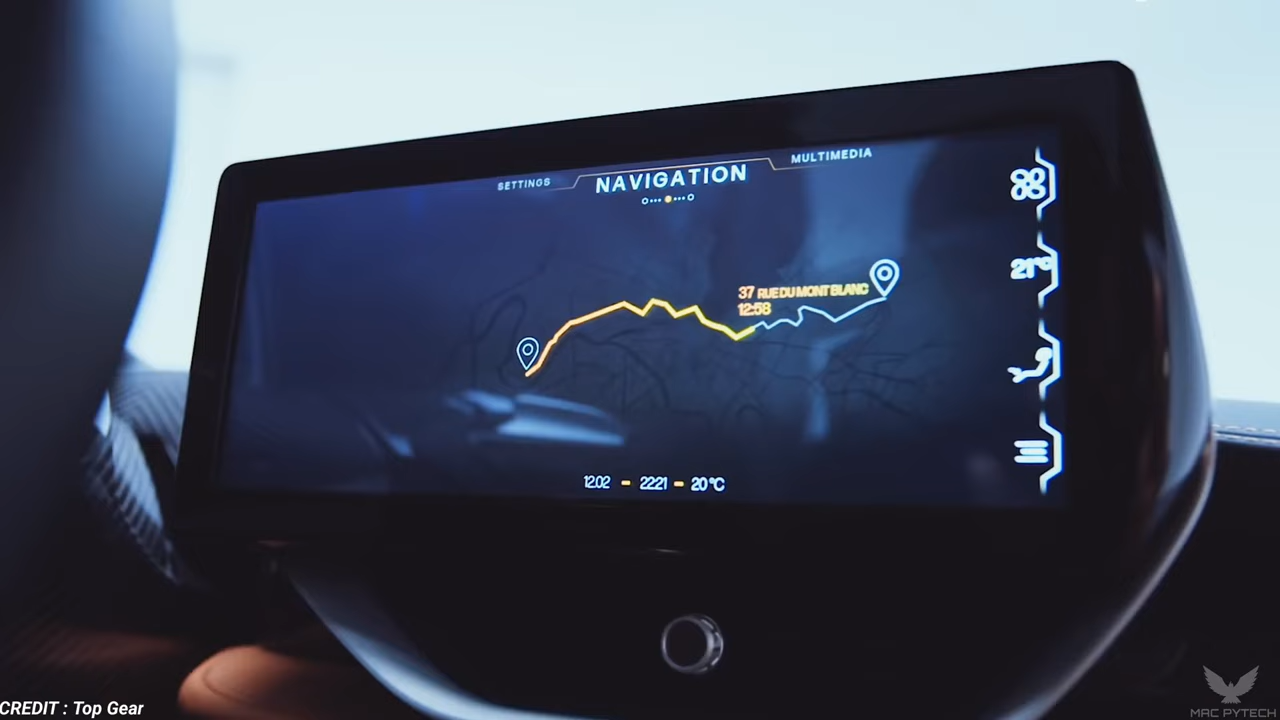 SETTINGS
NAVIGATION
MULTIMEDIA
37 RUE DU MONT BLANC
12:58
21°C
12.02 - 22:21 - 20°C
CREDIT : Top Gear
MAC PYTECH